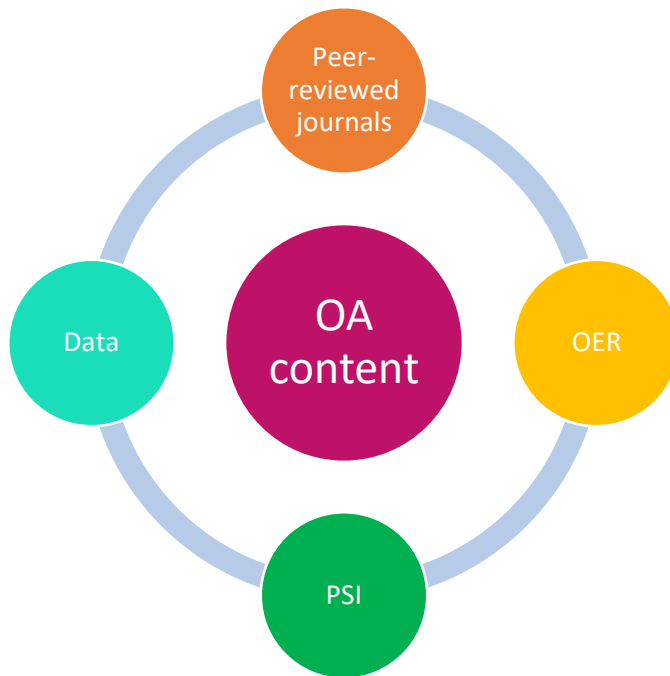 Peer-
reviewed
journals
Data
OA
content
OER
PSI